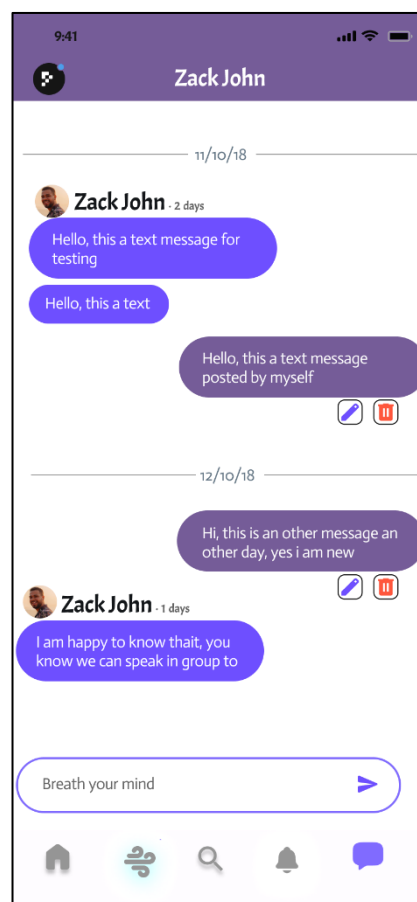 9:41
Zack John
11/10/18
Zack John - 2 days
Hello, this a text message for
testing
Hello, this a text
Hello, this a text message
posted by myself
12/10/18
Hi, this is an other message an
other day, yes i am new
Zack John - 1 days
I am happy to know thait, you
know we can speak in group to
Breath your mind